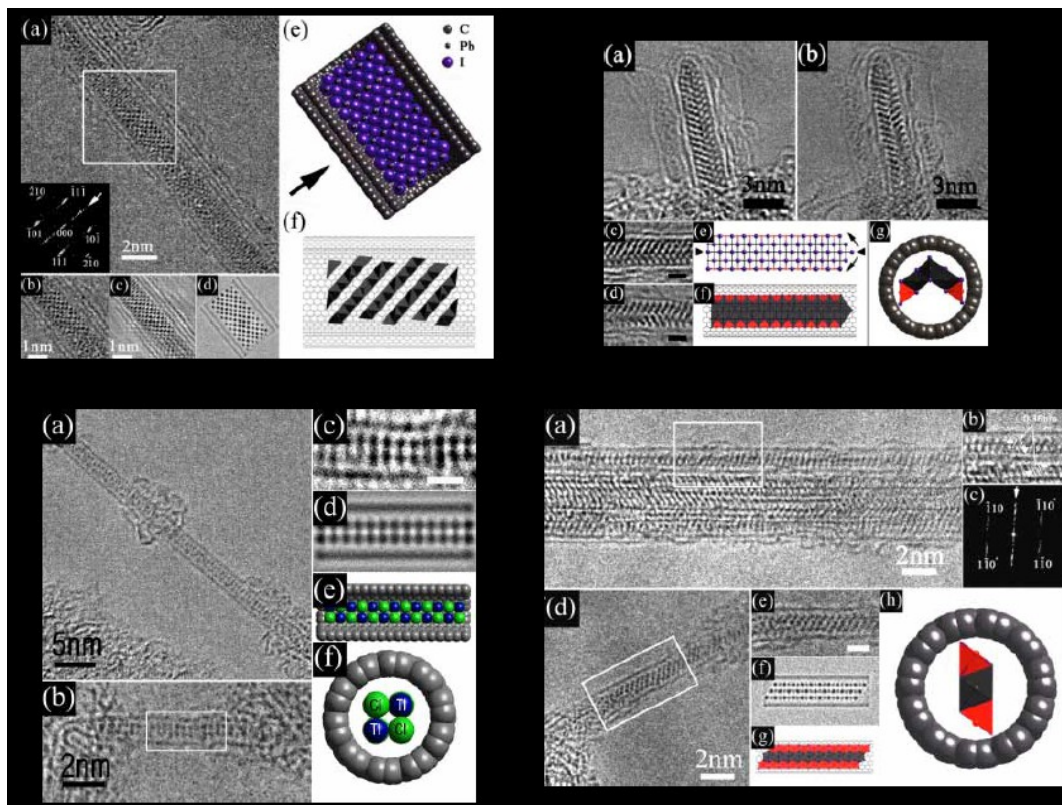 (a)
(e)
C
Pb
I
2nm
(f)
(b)
(c)
(d)
1nm
1nm
(a)
(b)
3nm
3nm
(c)
(e)
(g)
(d)
(f)
(a)
(c)
(d)
(e)
5nm
(f)
(b)
Cl Tl
Tl Cl
2nm
(a)
(b)
(c)
2nm
(d)
(e)
(h)
(f)
(g)
2nm